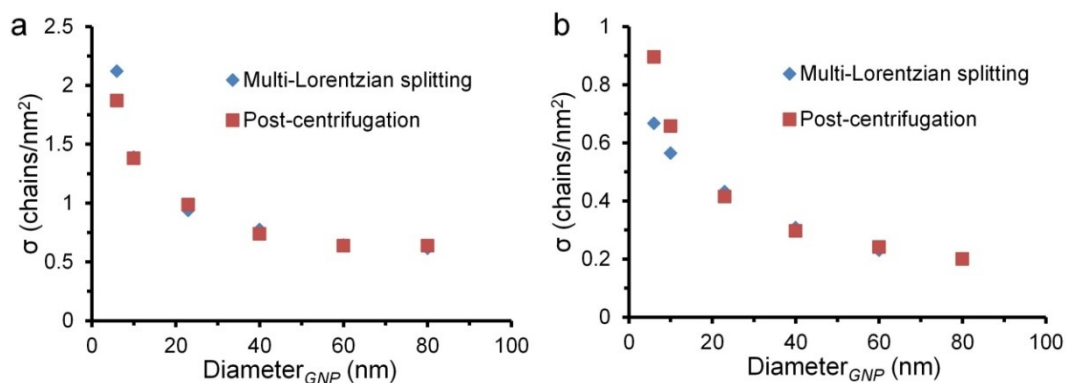 a
2.5
2
1.5
1
0.5
0
σ (chains/nm²)
Multi-Lorentzian splitting
Post-centrifugation
0 20 40 60 80 100
Diameter_GNP (nm)
b
1
0.8
0.6
0.4
0.2
0
σ (chains/nm²)
Multi-Lorentzian splitting
Post-centrifugation
0 20 40 60 80 100
Diameter_GNP (nm)